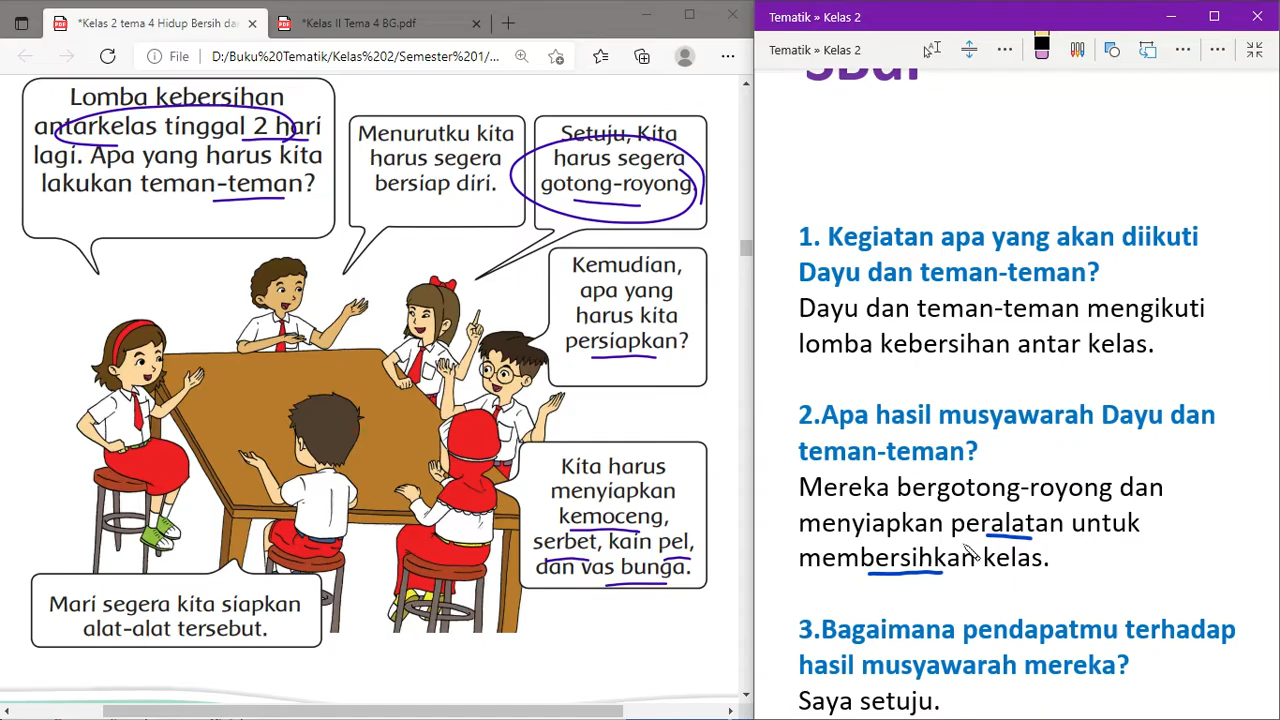 *Kelas 2 tema 4 Hidup Bersih da
*Kelas II Tema 4 BG.pdf
File
D:/Buku%20Tematik/Kelas%202/Semester%201/...
Lomba kebersihan
antarkelas tinggal 2 hari
lagi. Apa yang harus kita
lakukan teman-teman?
Menurutku kita
harus segera
bersiap diri.
Setuju, Kita
harus segera
gotong-royong.
Kemudian,
apa yang
harus kita
persiapkan?
Kita harus
menyiapkan
kemoceng,
serbet, kain pel,
dan vas bunga.
Mari segera kita siapkan
alat-alat tersebut.
Tematik » Kelas 2
Tematik » Kelas 2
SBdP
1. Kegiatan apa yang akan diikuti
Dayu dan teman-teman?
Dayu dan teman-teman mengikuti
lomba kebersihan antar kelas.
2.Apa hasil musyawarah Dayu dan
teman-teman?
Mereka bergotong-royong dan
menyiapkan peralatan untuk
membersihkan kelas.
3.Bagaimana pendapatmu terhadap
hasil musyawarah mereka?
Saya setuju.